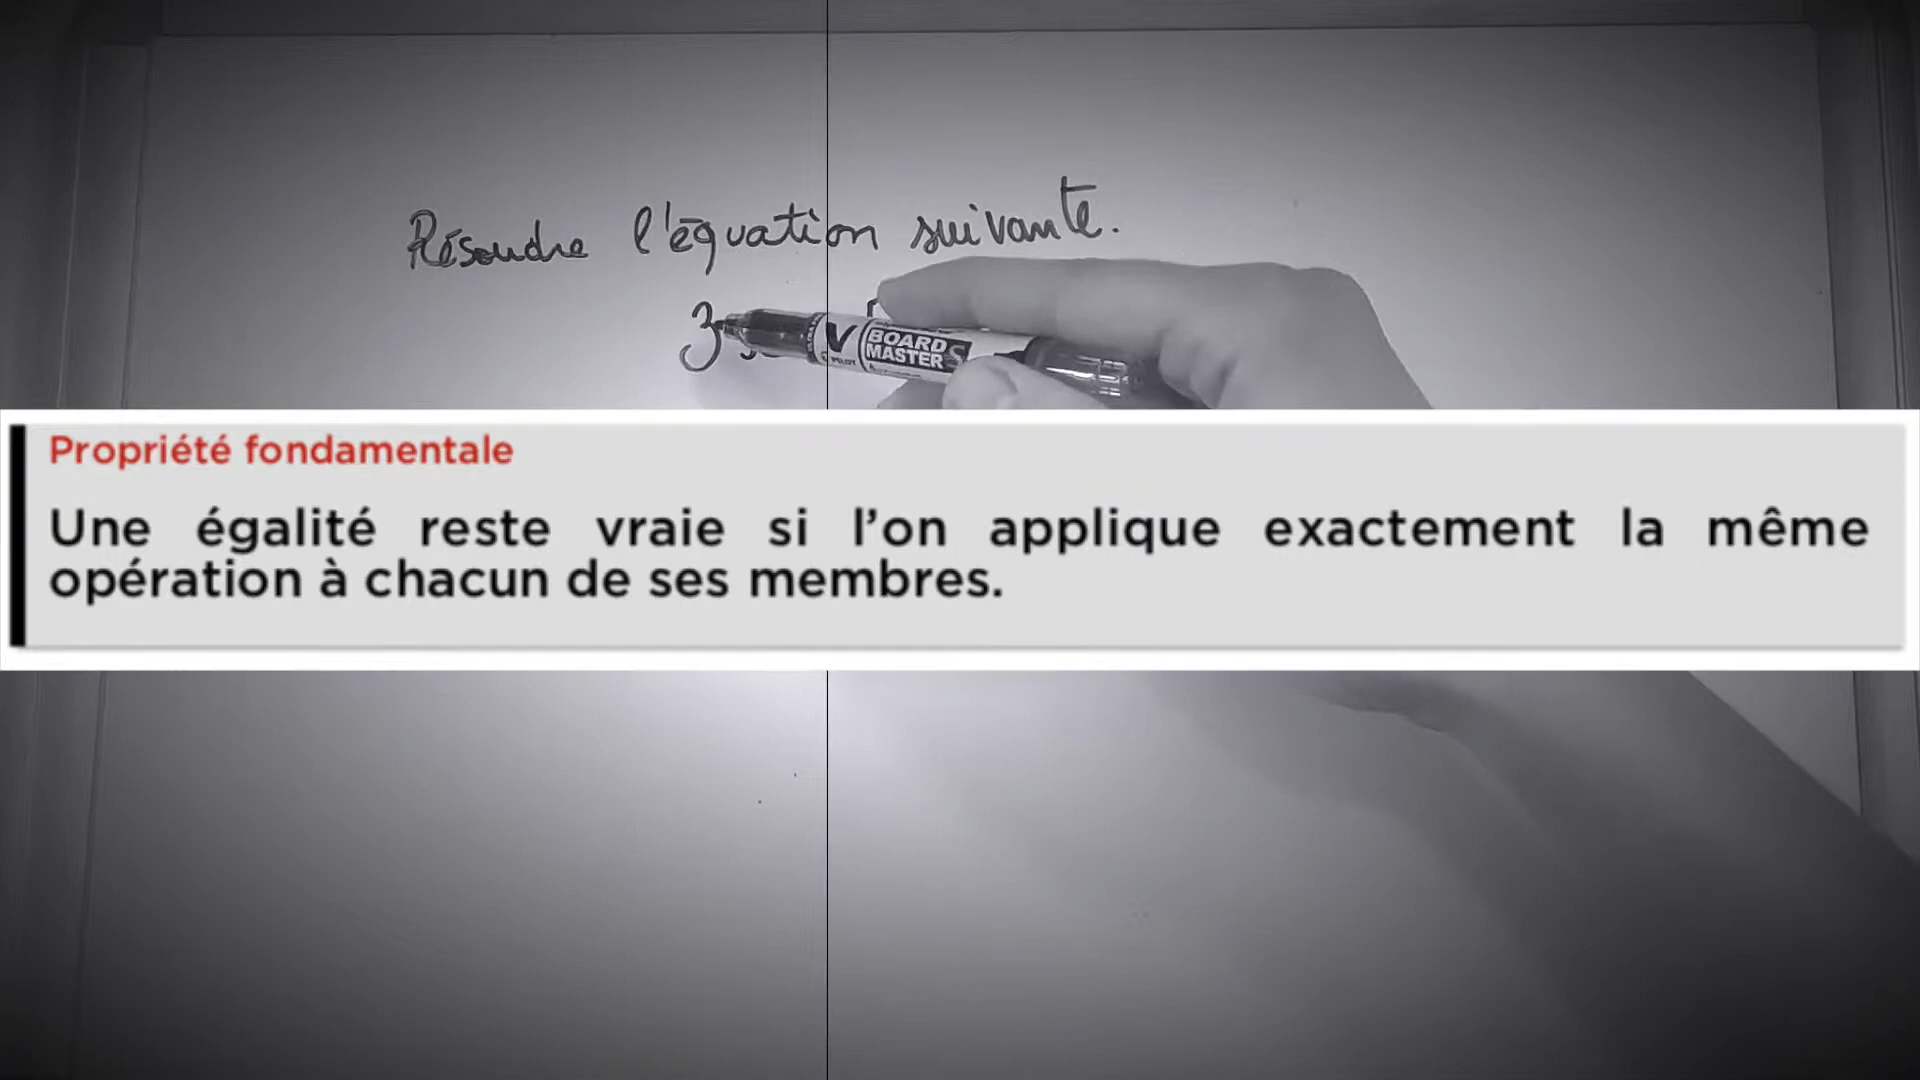 Résoudre l'équation suivante.
3
V BOARD
MASTER S
Propriété fondamentale
Une égalité reste vraie si l'on applique exactement la même
opération à chacun de ses membres.